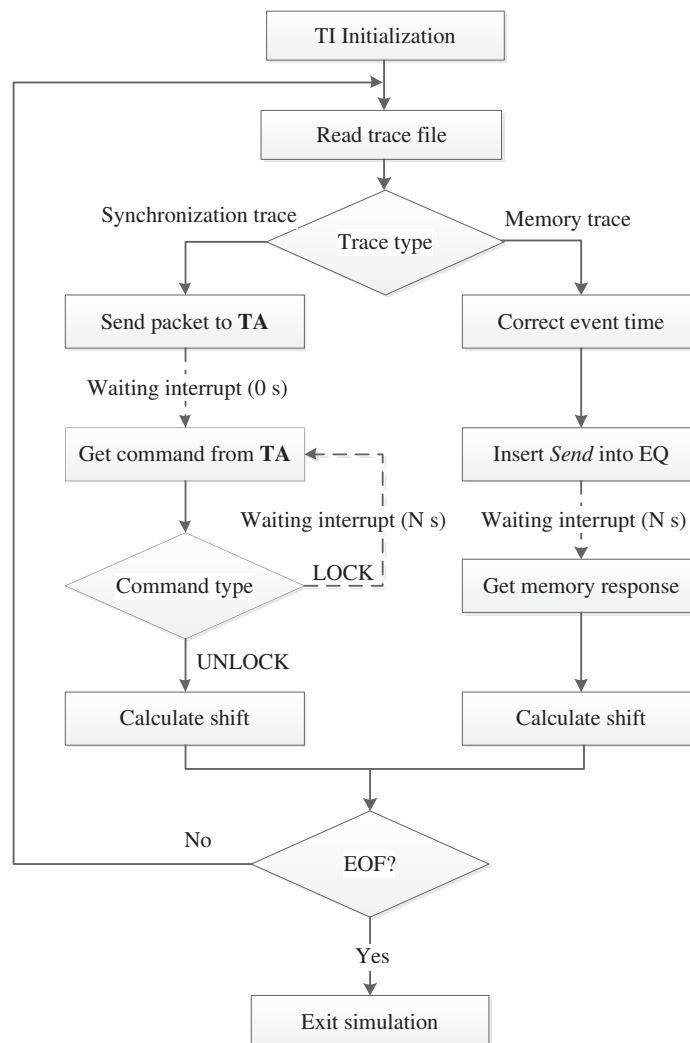 TI Initialization
Read trace file
Synchronization trace
Memory trace
Trace type
Send packet to TA
Correct event time
Waiting interrupt (0 s)
Get command from TA
Insert Send into EQ
Waiting interrupt (N s)
Waiting interrupt (N s)
Command type
LOCK
Get memory response
UNLOCK
Calculate shift
Calculate shift
No
EOF?
Yes
Exit simulation